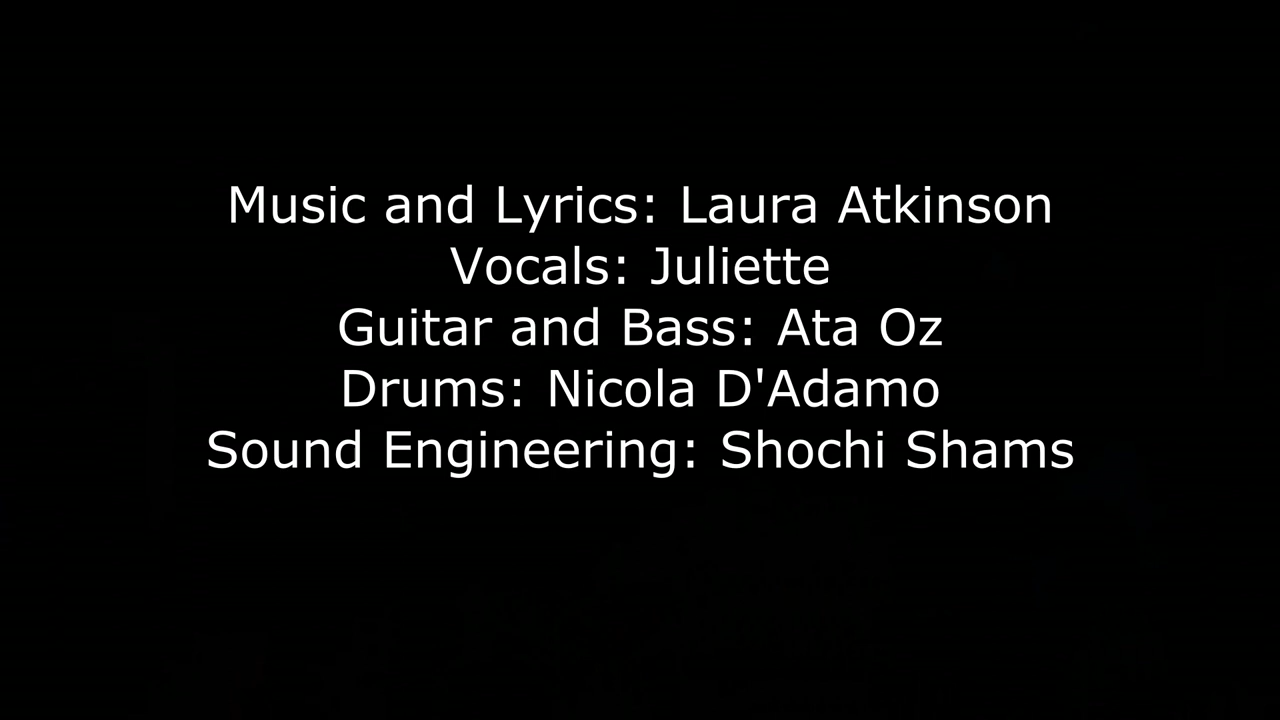 Music and Lyrics: Laura Atkinson
Vocals: Juliette
Guitar and Bass: Ata Oz
Drums: Nicola D'Adamo
Sound Engineering: Shochi Shams